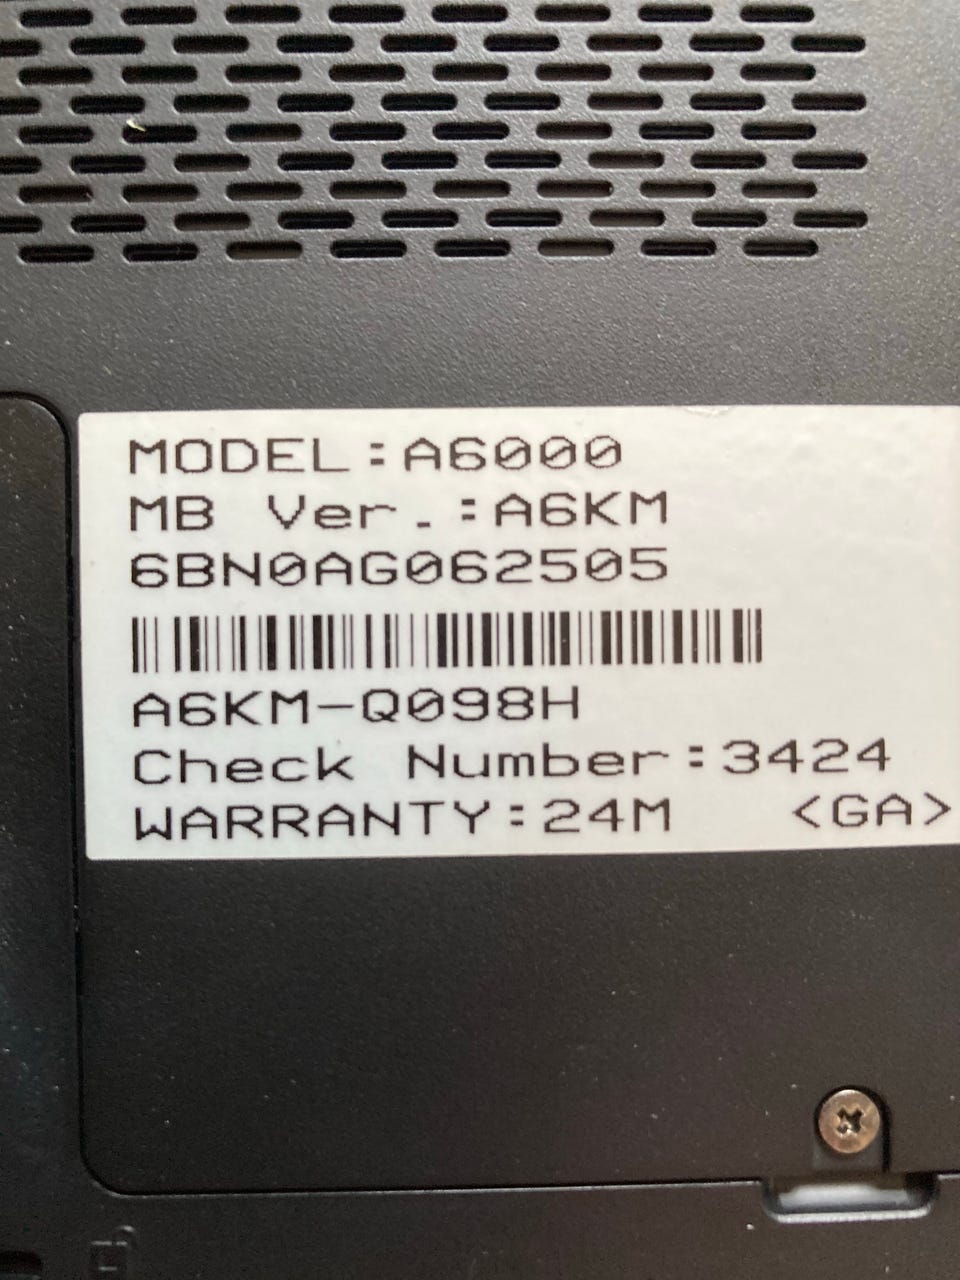 MODEL:A6000
MB Ver.:A6KM
6BN0AG062505
A6KM-Q098H
Check Number:3424
WARRANTY:24M <GA>